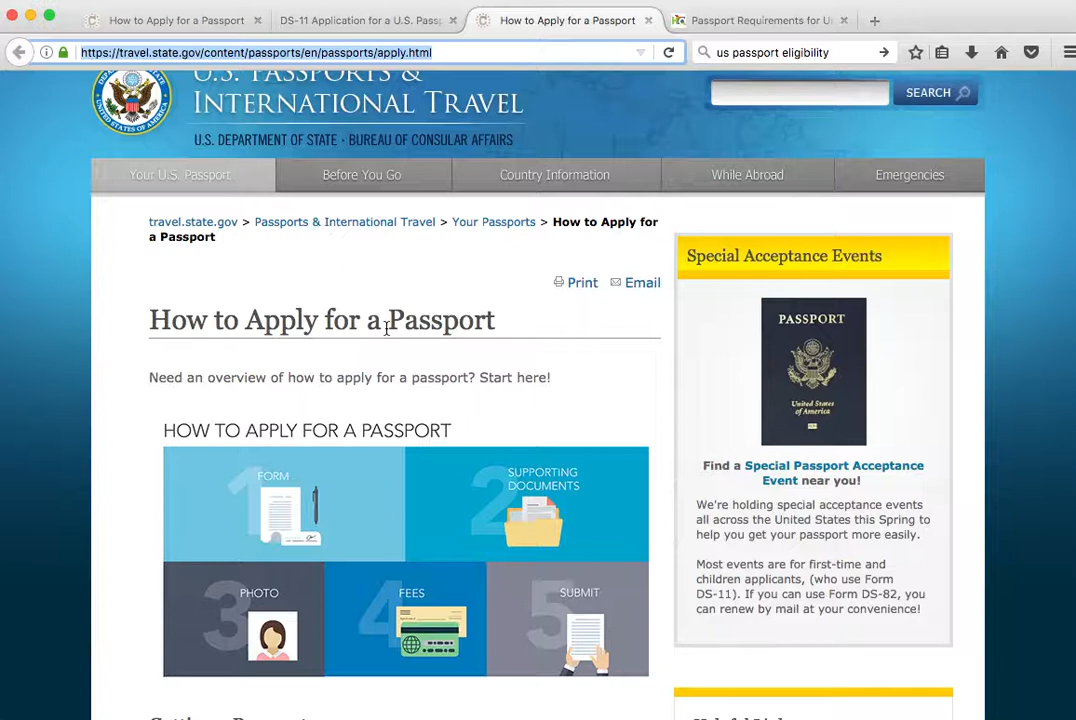 How to Apply for a Passport
DS-11 Application for a U.S. Pass
How to Apply for a Passport
Passport Requirements for U
https://travel.state.gov/content/passports/en/passports/apply.html
us passport eligibility
U.S. PASSPORTS &
INTERNATIONAL TRAVEL
U.S. DEPARTMENT OF STATE • BUREAU OF CONSULAR AFFAIRS
SEARCH
Your U.S. Passport
Before You Go
Country Information
While Abroad
Emergencies
travel.state.gov > Passports & International Travel > Your Passports > How to Apply for
a Passport
Print
Email
How to Apply for a Passport
Need an overview of how to apply for a passport? Start here!
HOW TO APPLY FOR A PASSPORT
1
FORM
2
SUPPORTING
DOCUMENTS
3
PHOTO
4
FEES
5
SUBMIT
Special Acceptance Events
PASSPORT
United States
of America
Find a Special Passport Acceptance
Event near you!
We're holding special acceptance events
all across the United States this Spring to
help you get your passport more easily.
Most events are for first-time and
children applicants, (who use Form
DS-11). If you can use Form DS-82, you
can renew by mail at your convenience!